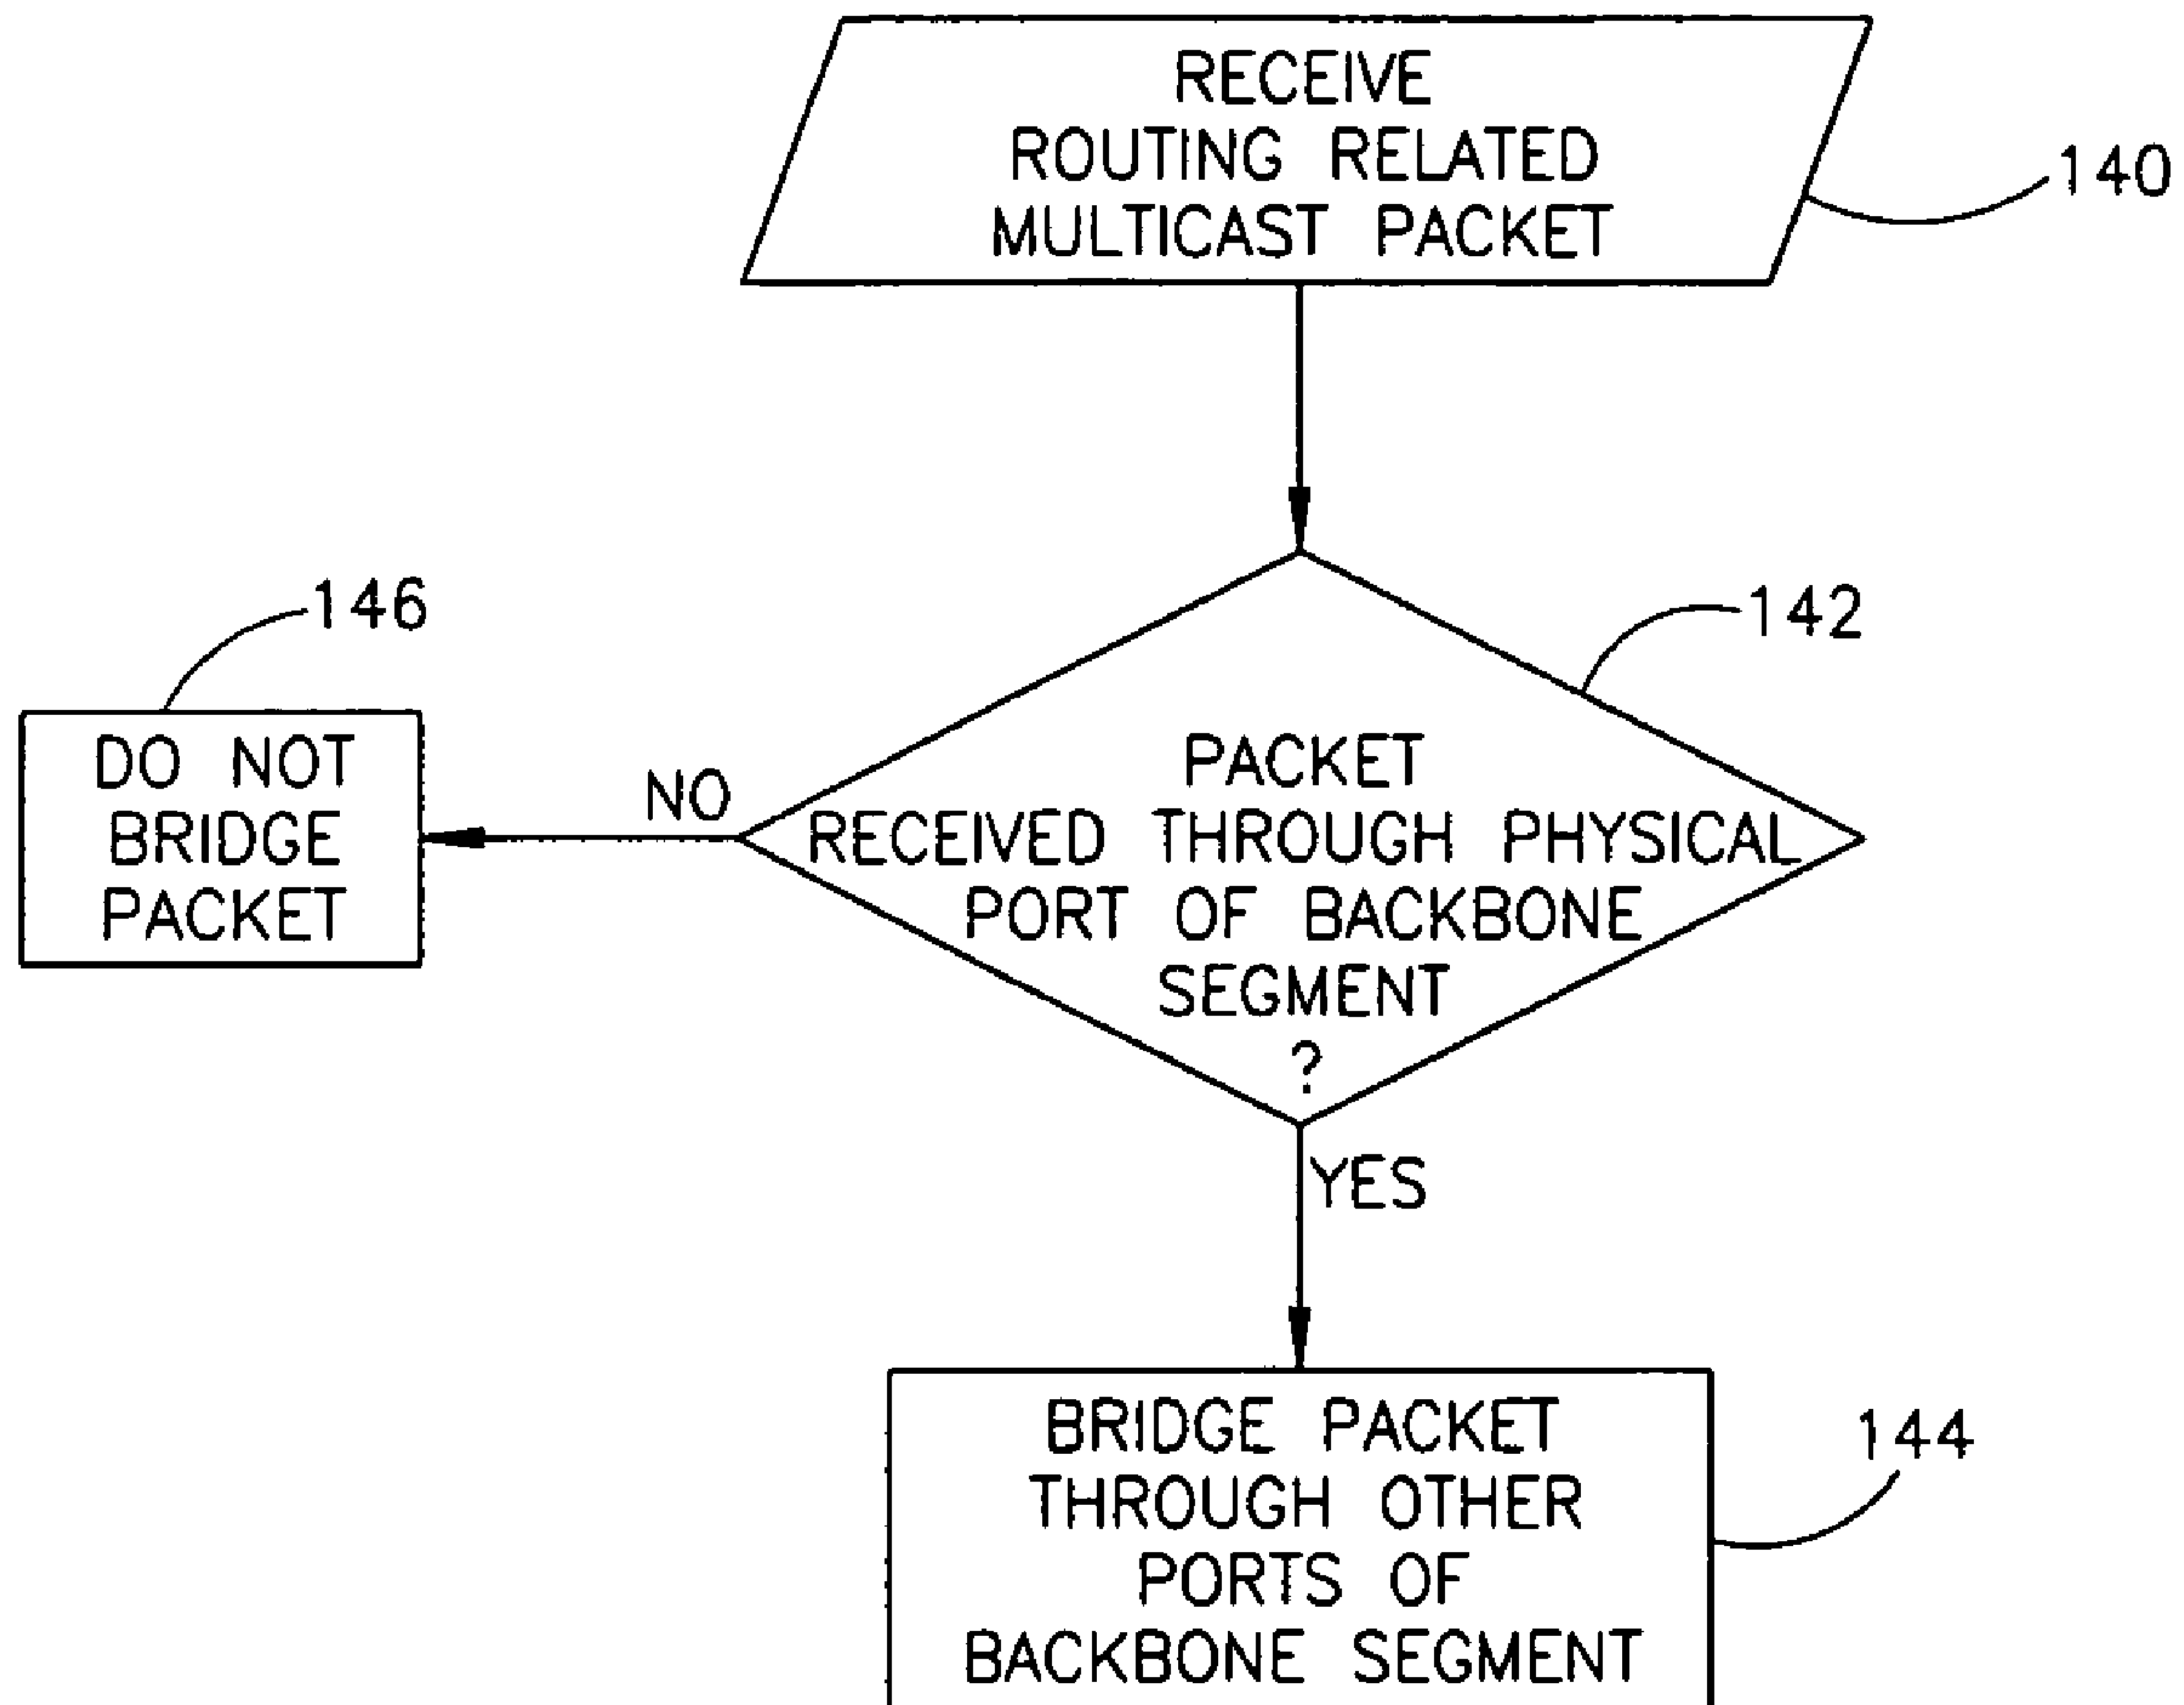 RECEIVE
ROUTING RELATED
MULTICAST PACKET
140
146
142
DO NOT
BRIDGE
PACKET
NO
PACKET
RECEIVED THROUGH PHYSICAL
PORT OF BACKBONE
SEGMENT
?
YES
BRIDGE PACKET
THROUGH OTHER
PORTS OF
BACKBONE SEGMENT
144